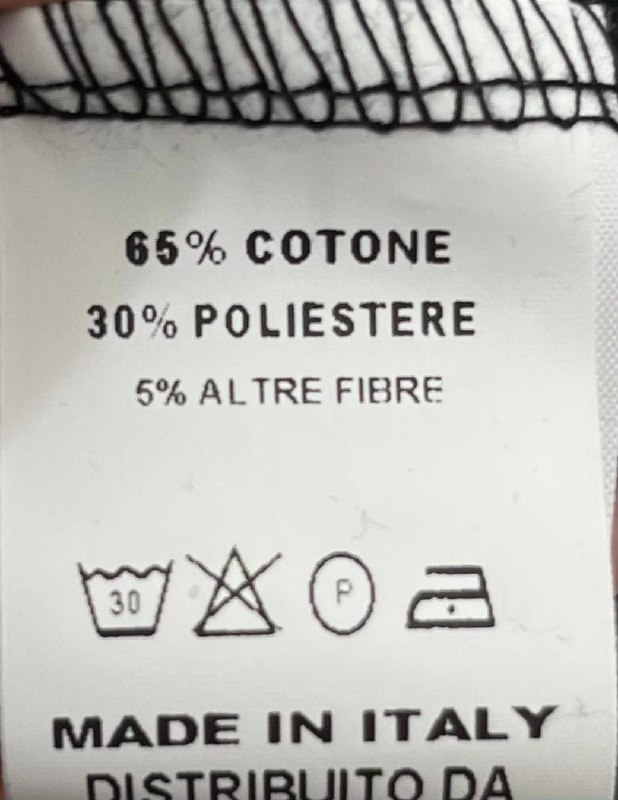 65% COTONE
30% POLIESTERE
5% ALTRE FIBRE
30 P
MADE IN ITALY
DISTRIBUITO DA